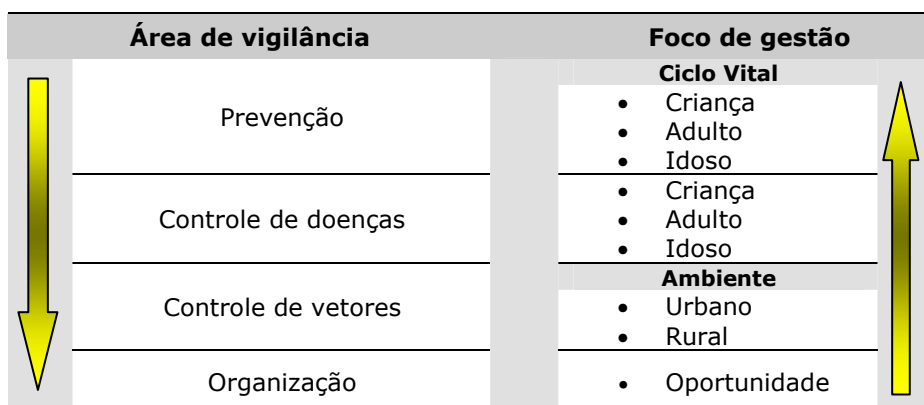 Área de vigilância Foco de gestão
Prevenção
Ciclo Vital
• Criança
• Adulto
• Idoso
Controle de doenças
• Criança
• Adulto
• Idoso
Controle de vetores
Ambiente
• Urbano
• Rural
Organização
• Oportunidade